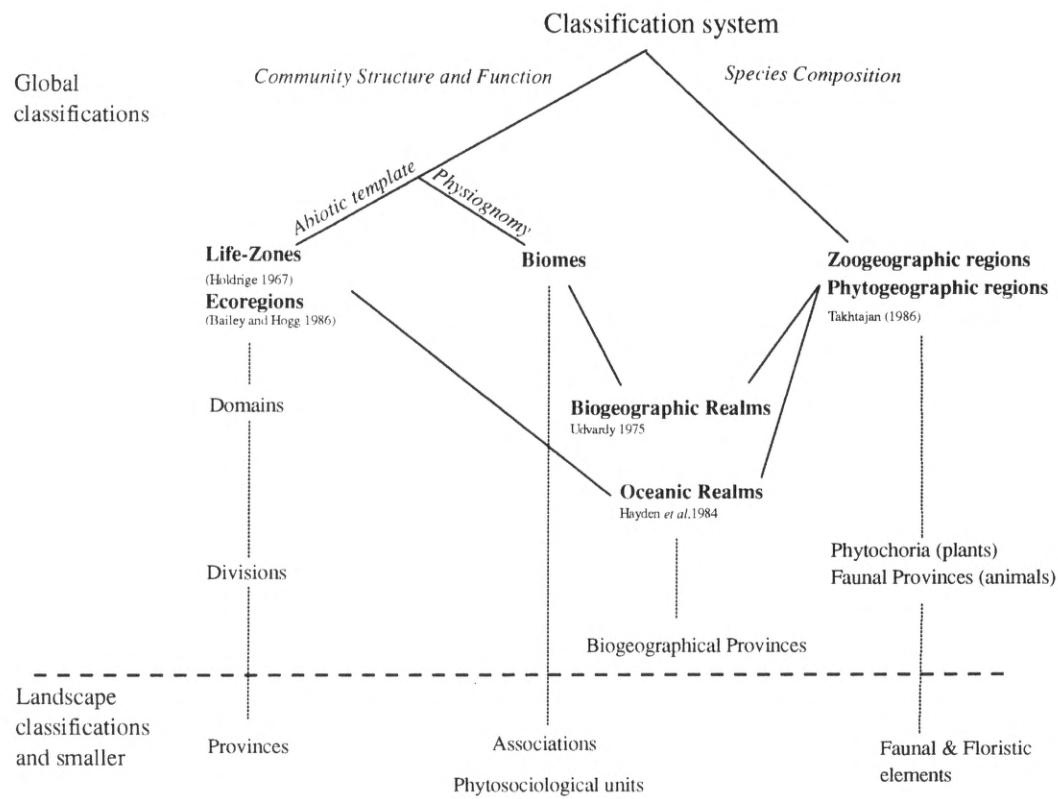 Classification system
Community Structure and Function
Species Composition
Global
classifications
Abiotic template
Physiognomy
Life-Zones
(Holdrige 1967)
Ecoregions
(Bailey and Hogg 1986)
Biomes
Zoogeographic regions
Phytogeographic regions
Takhtajan (1986)
Domains
Biogeographic Realms
Udvardy 1975
Oceanic Realms
Hayden et al.1984
Phytochoria (plants)
Faunal Provinces (animals)
Divisions
Biogeographical Provinces
Landscape
classifications
and smaller
Provinces
Associations
Phytosociological units
Faunal & Floristic
elements